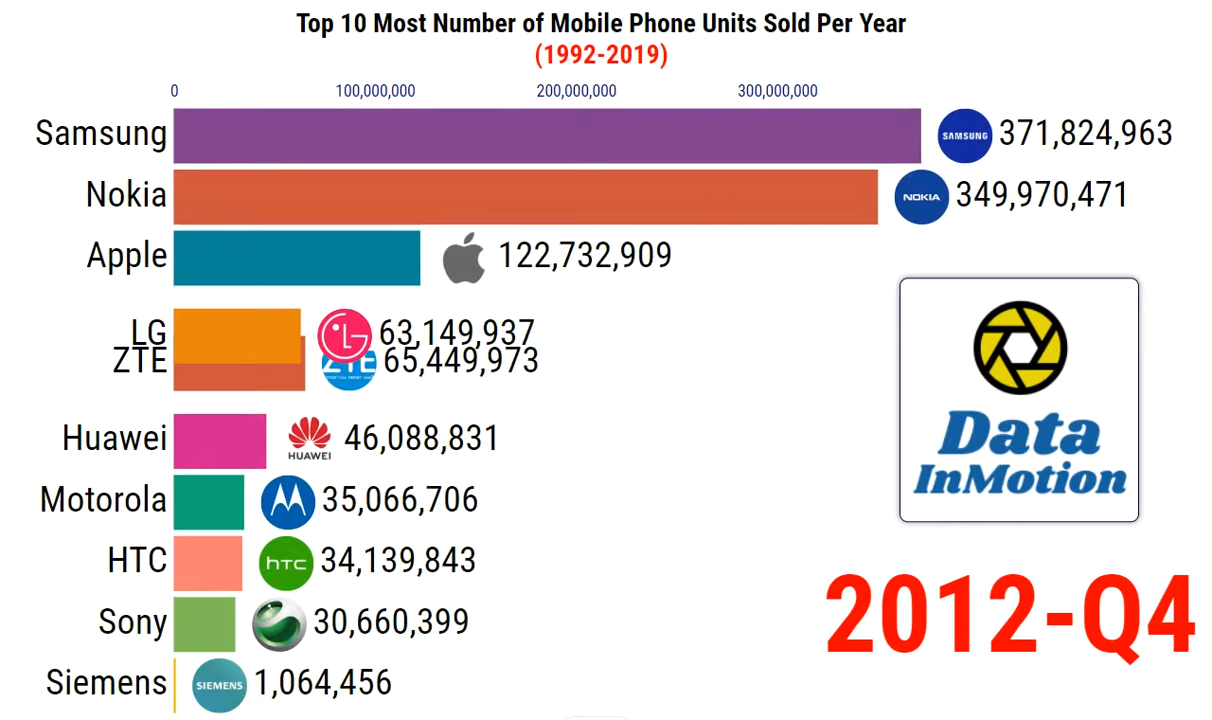 Top 10 Most Number of Mobile Phone Units Sold Per Year
(1992-2019)
0 100,000,000 200,000,000 300,000,000
Samsung SAMSUNG 371,824,963
Nokia NOKIA 349,970,471
Apple 122,732,909
LG LG 63,149,937
ZTE ZTE 65,449,973
Huawei HUAWEI 46,088,831
Motorola 35,066,706
HTC hTC 34,139,843
Sony 30,660,399
Siemens SIEMENS 1,064,456
Data
InMotion
2012-Q4